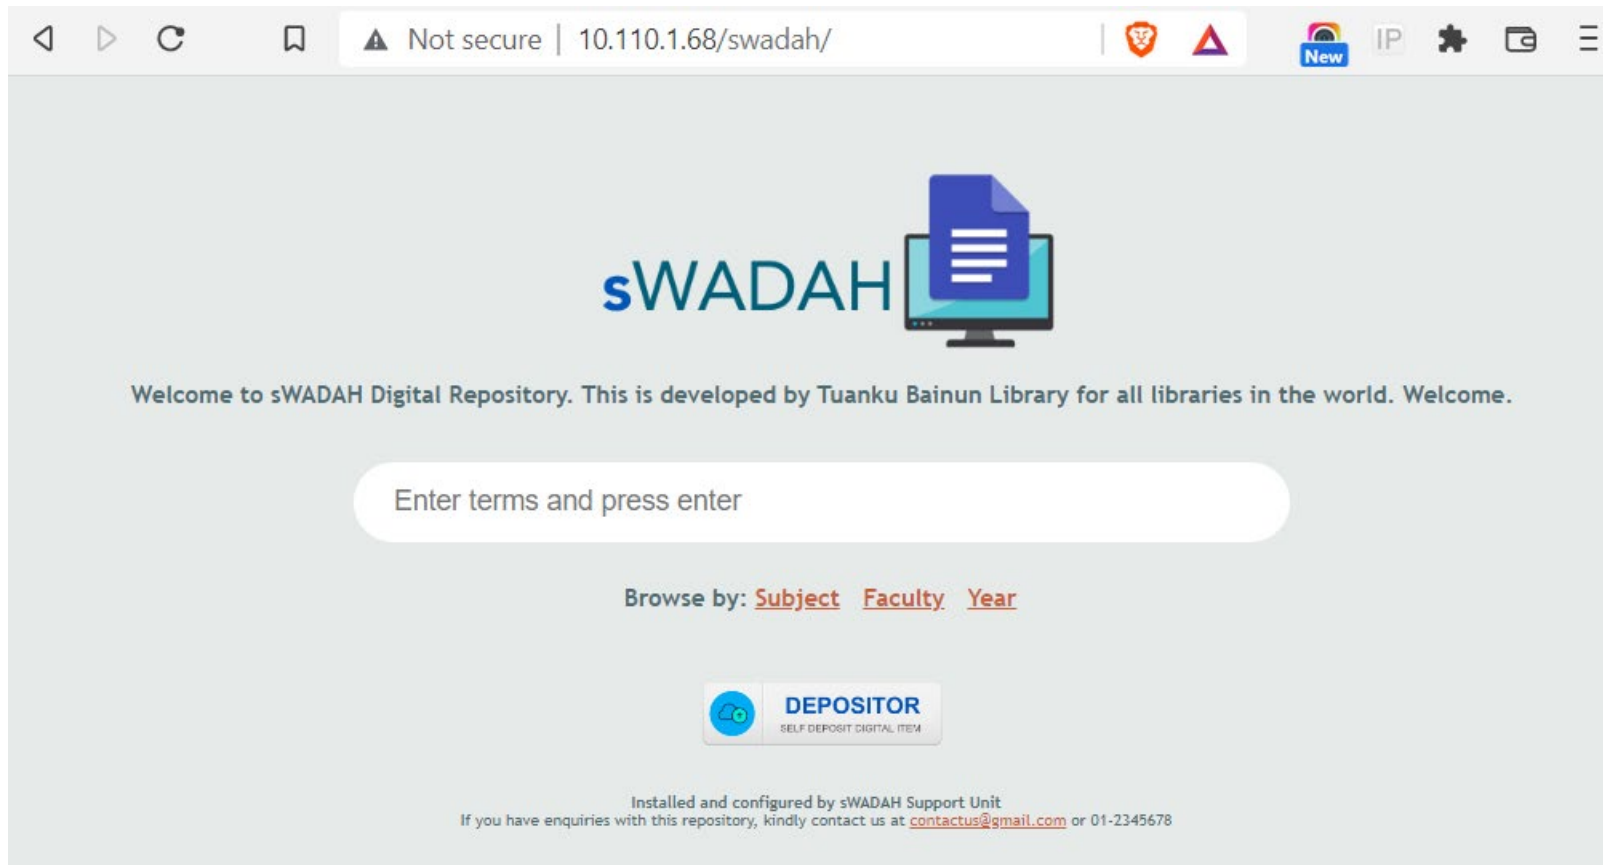 Not secure | 10.110.1.68/swadah/
New
IP
sWADAH
Welcome to sWADAH Digital Repository. This is developed by Tuanku Bainun Library for all libraries in the world. Welcome.
Enter terms and press enter
Browse by: Subject Faculty Year
DEPOSITOR
SELF DEPOSIT DIGITAL ITEM
Installed and configured by sWADAH Support Unit
If you have enquiries with this repository, kindly contact us at contactus@gmail.com or 01-2345678